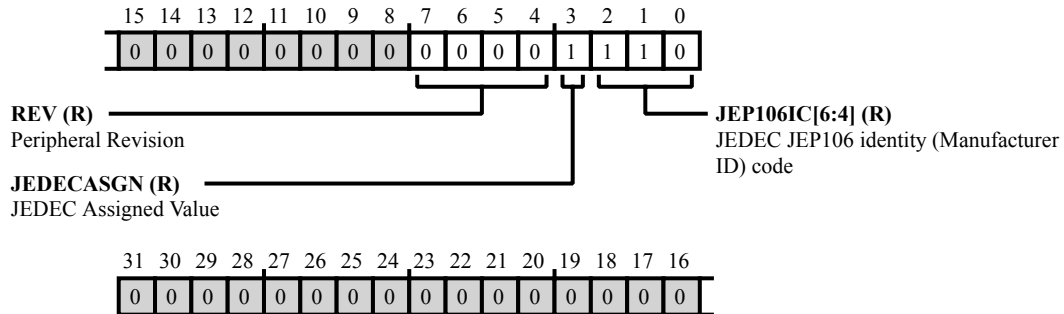 15 14 13 12 11 10 9 8 7 6 5 4 3 2 1 0
0 0 0 0 0 0 0 0 0 0 0 0 1 1 1 0
REV (R)
Peripheral Revision
JEP106IC[6:4] (R)
JEDEC JEP106 identity (Manufacturer
ID) code
JEDECASGN (R)
JEDEC Assigned Value
31 30 29 28 27 26 25 24 23 22 21 20 19 18 17 16
0 0 0 0 0 0 0 0 0 0 0 0 0 0 0 0